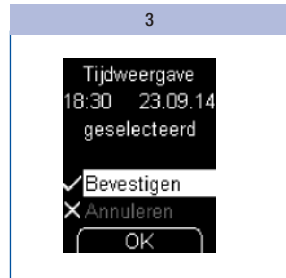 3
Tijdweergave
18:30 23.09.14
geselecteerd
Bevestigen
Annuleren
OK